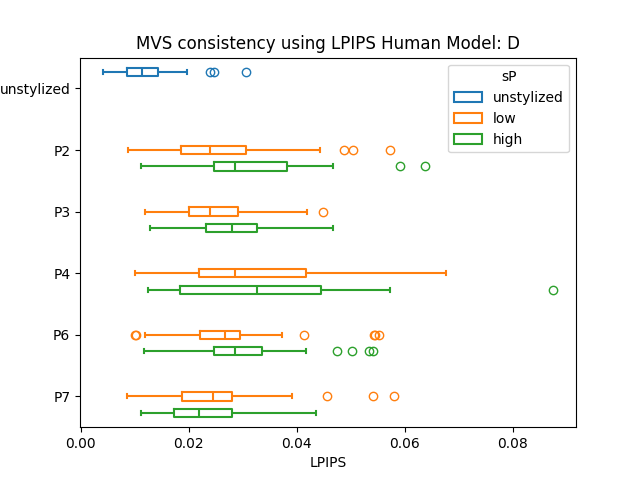 MVS consistency using LPIPS Human Model: D
sP
unstylized
low
high
unstylized
P2
P3
P4
P6
P7
0.00 0.02 0.04 0.06 0.08
LPIPS